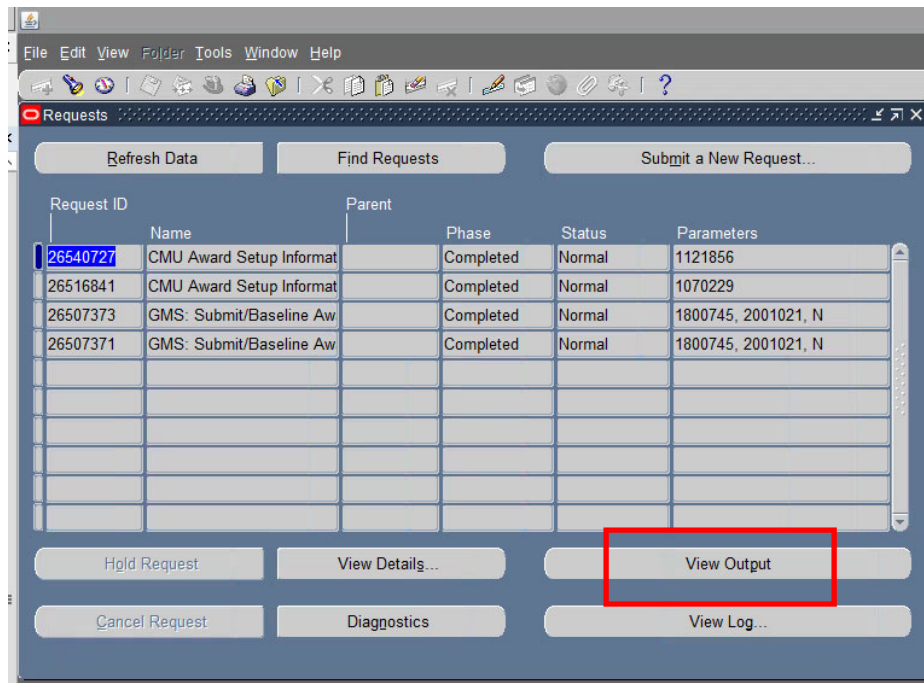 File Edit View Folder Tools Window Help
Requests
Refresh Data Find Requests Submit a New Request...
Request ID Parent
Name Phase Status Parameters
26540727 CMU Award Setup Informat Completed Normal 1121856
26516841 CMU Award Setup Informat Completed Normal 1070229
26507373 GMS: Submit/Baseline Aw Completed Normal 1800745, 2001021, N
26507371 GMS: Submit/Baseline Aw Completed Normal 1800745, 2001021, N
Hold Request View Details... View Output
Cancel Request Diagnostics View Log...